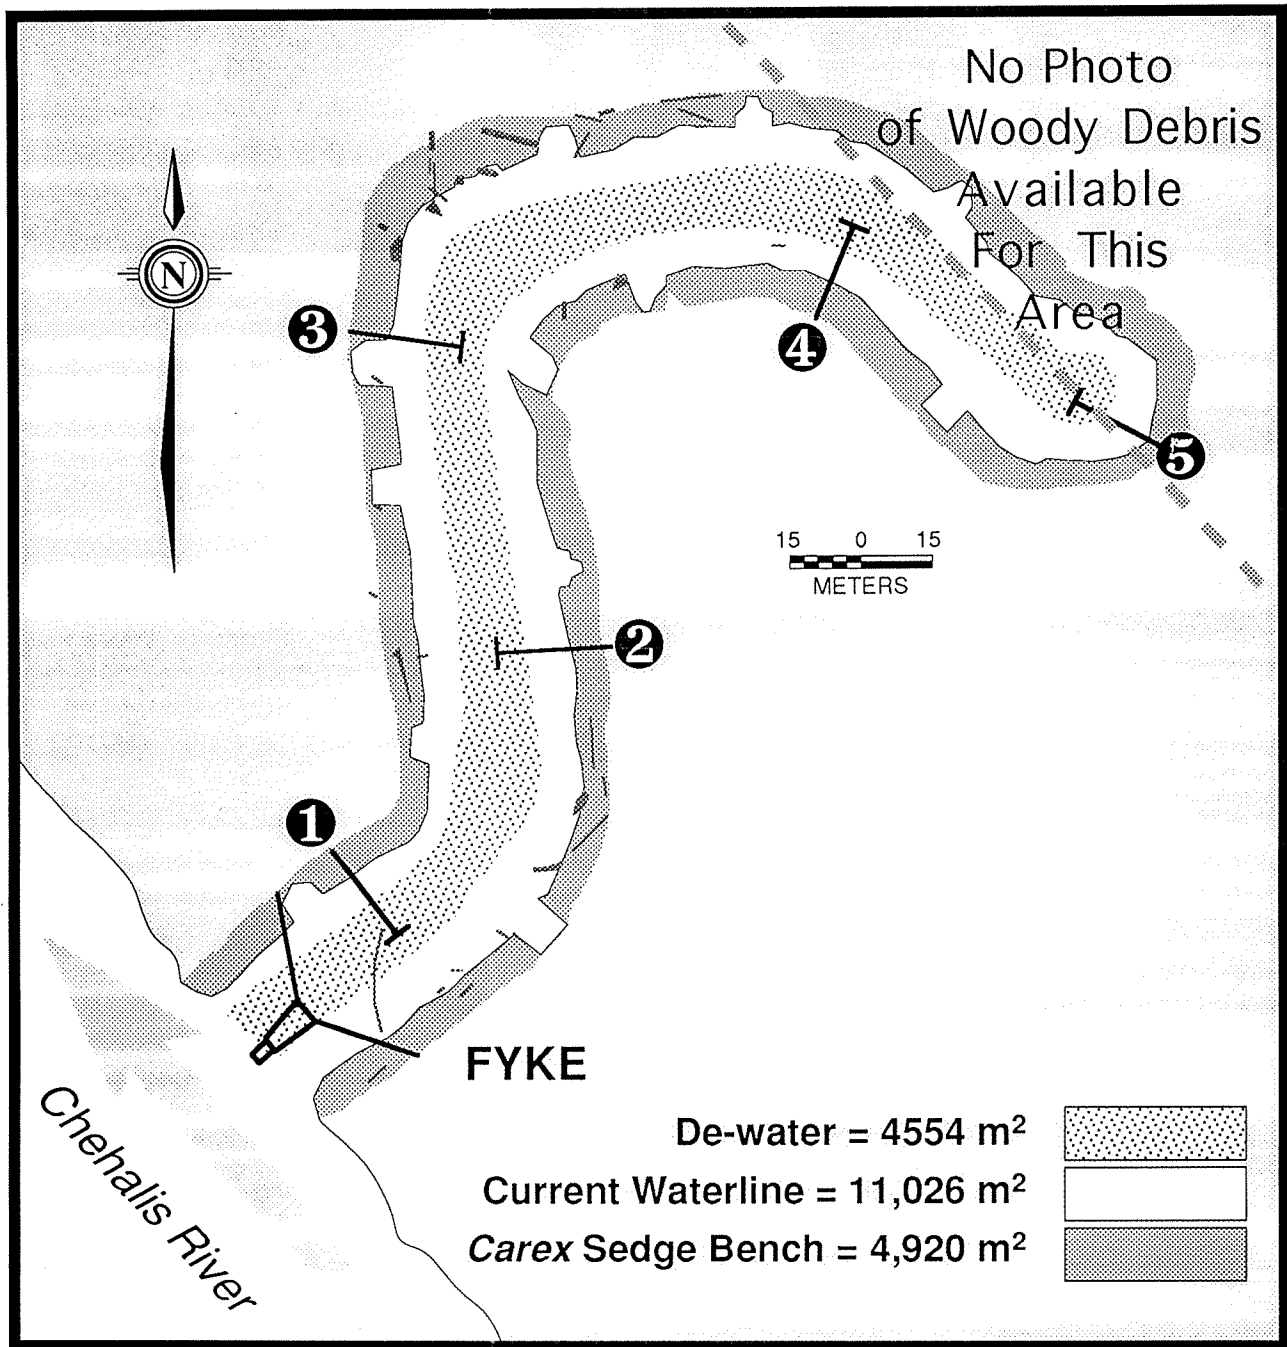 No Photo
of Woody Debris
Available
For This
Area
N
3
4
5
15 0 15
METERS
2
1
FYKE
Chehalis River
De-water = 4554 m²
Current Waterline = 11,026 m²
Carex Sedge Bench = 4,920 m²